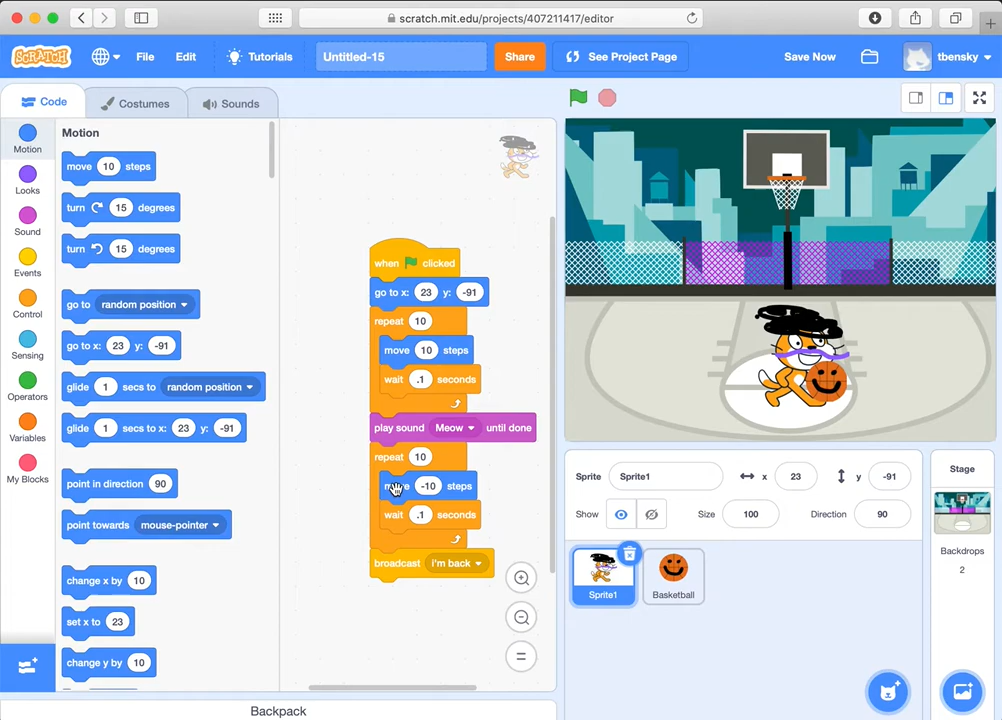 scratch.mit.edu/projects/407211417/editor
SCRATCH File Edit Tutorials Untitled-15 Share See Project Page Save Now tbensky
Code Costumes Sounds
Motion
Looks
Sound
Events
Control
Sensing
Operators
Variables
My Blocks
Motion
move 10 steps
turn 15 degrees
turn 15 degrees
go to random position
go to x: 23 y: -91
glide 1 secs to random position
glide 1 secs to x: 23 y: -91
point in direction 90
point towards mouse-pointer
change x by 10
set x to 23
change y by 10
when clicked
go to x: 23 y: -91
repeat 10
move 10 steps
wait .1 seconds
play sound Meow until done
repeat 10
-10 steps
wait .1 seconds
broadcast i'm back
Backpack
Sprite Sprite1 x 23 y -91
Show Size 100 Direction 90
Sprite1 Basketball
Stage
Backdrops
2